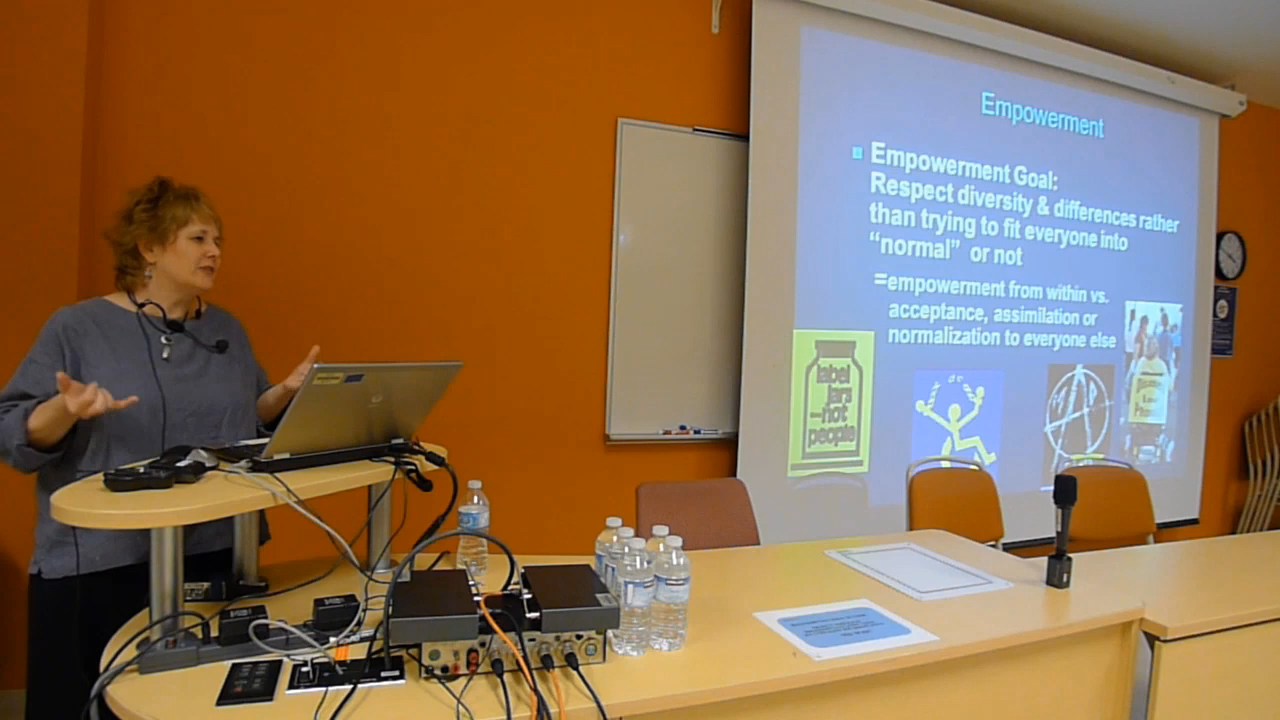 Empowerment
Empowerment Goal:
Respect diversity & differences rather
than trying to fit everyone into
“normal” or not
=empowerment from within vs.
acceptance, assimilation or
normalization to everyone else
label
jars
—not
people